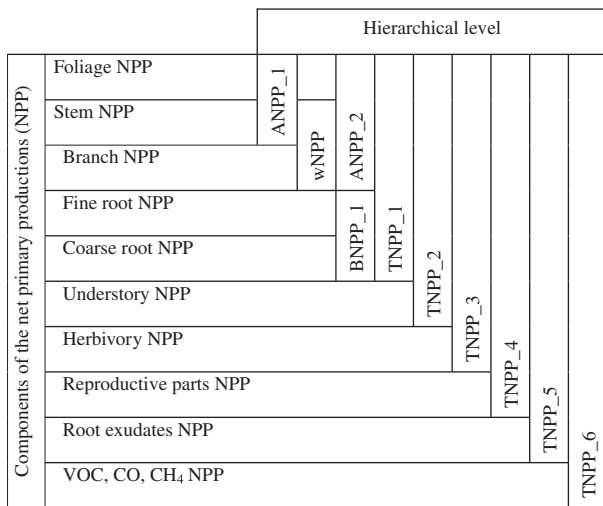 Hierarchical level
Components of the net primary productions (NPP)
Foliage NPP
Stem NPP
Branch NPP
Fine root NPP
Coarse root NPP
Understory NPP
Herbivory NPP
Reproductive parts NPP
Root exudates NPP
VOC, CO, CH₄ NPP
ANPP_1
wNPP
ANPP_2
BNPP_1
TNPP_1
TNPP_2
TNPP_3
TNPP_4
TNPP_5
TNPP_6